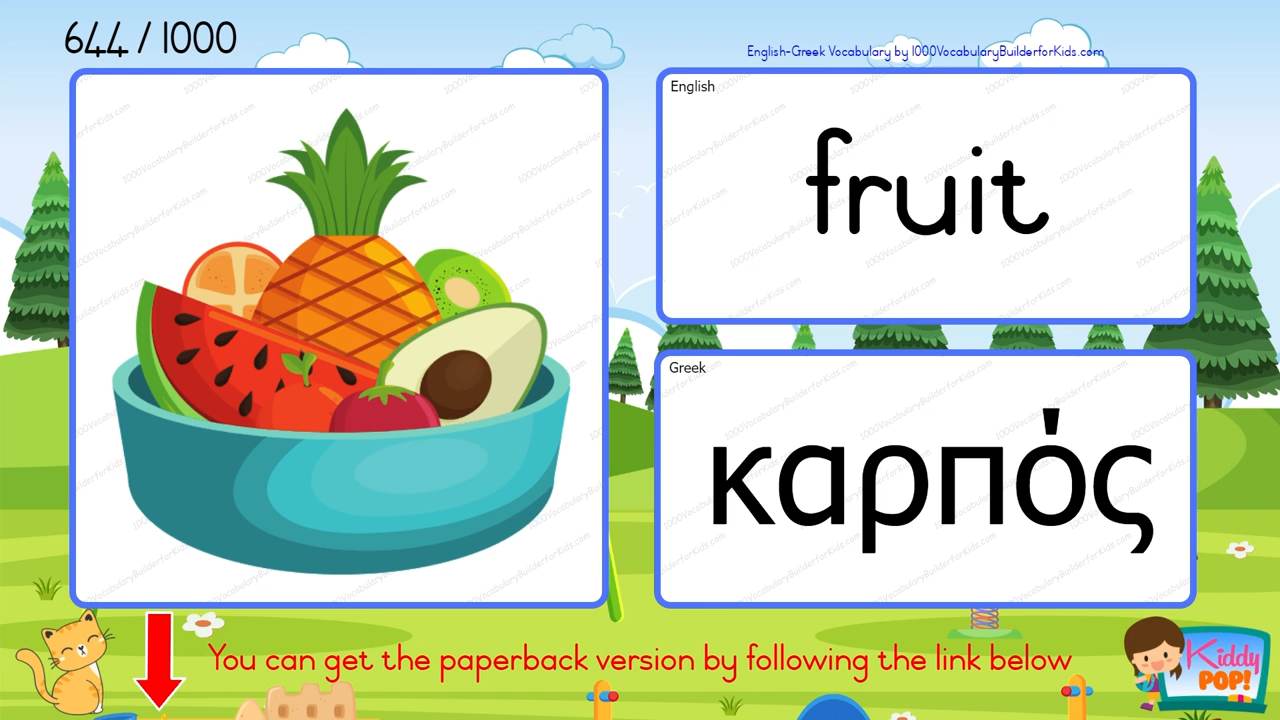 644 / 1000
English-Greek Vocabulary by 1000VocabularyBuilderforKids.com
English
fruit
Greek
καρπός
You can get the paperback version by following the link below
Kiddy
POP!